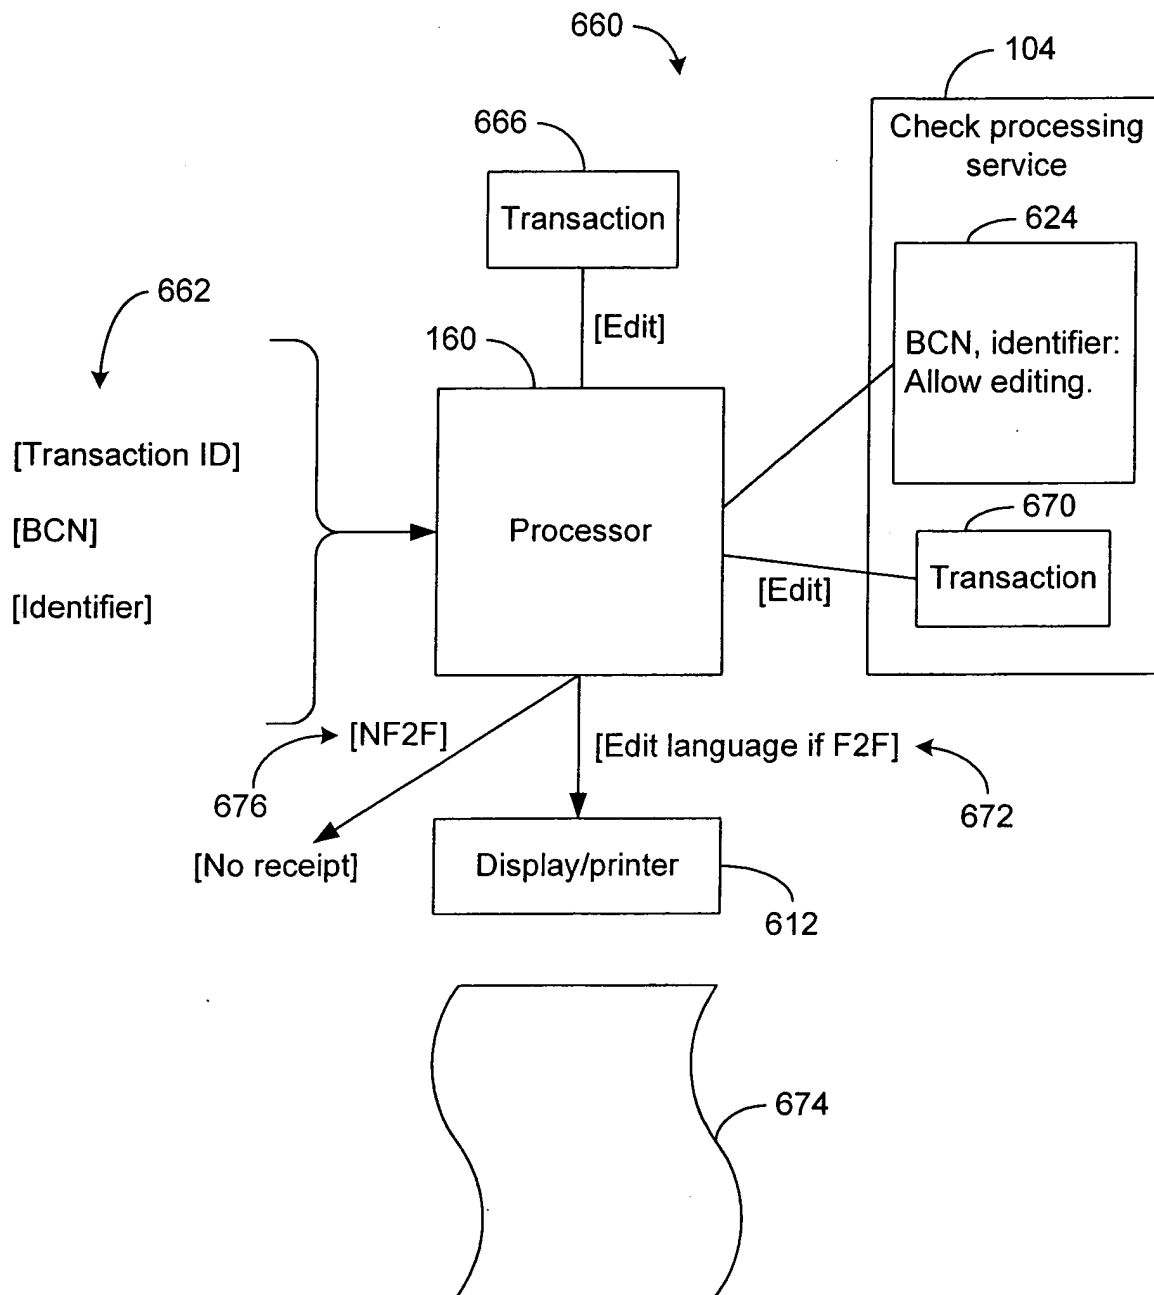 660
104
Check processing
service
666
Transaction
624
662
[Edit]
160
BCN, identifier:
Allow editing.
[Transaction ID]
[BCN]
Processor
670
[Identifier]
[Edit]
Transaction
[NF2F]
[Edit language if F2F]
676
672
[No receipt]
Display/printer
612
674